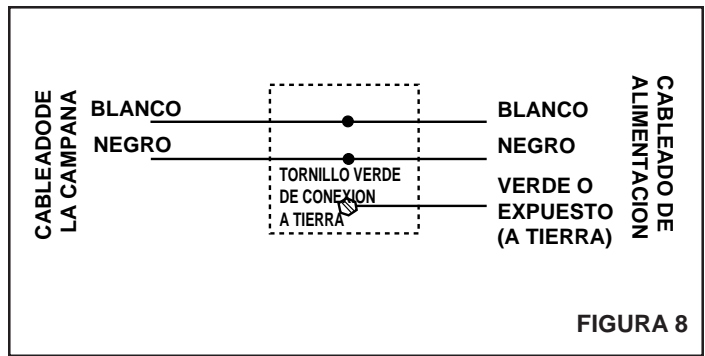 CABLEADODE
LA CAMPANA
BLANCO
NEGRO
TORNILLO VERDE
DE CONEXION
A TIERRA
BLANCO
NEGRO
VERDE O
EXPUESTO
(A TIERRA)
CABLEADO DE
ALIMENTACION
FIGURA 8